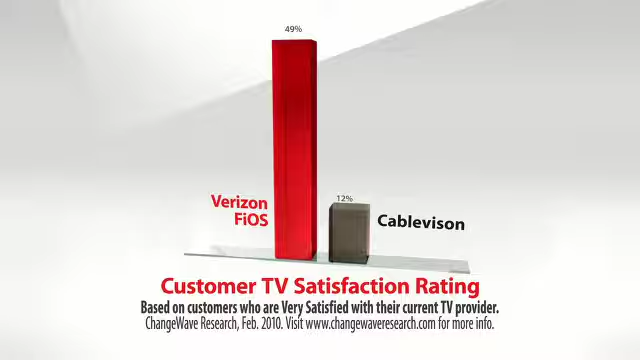 49%
12%
Verizon
FiOS
Cablevison
Customer TV Satisfaction Rating
Based on customers who are Very Satisfied with their current TV provider.
ChangeWave Research, Feb. 2010. Visit www.changewaveresearch.com for more info.